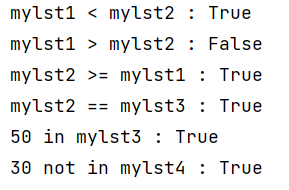 mylst1 < mylst2 : True
mylst1 > mylst2 : False
mylst2 >= mylst1 : True
mylst2 == mylst3 : True
50 in mylst3 : True
30 not in mylst4 : True